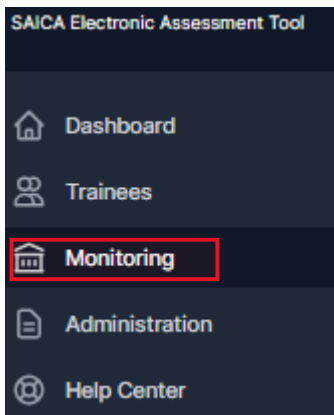 SAICA Electronic Assessment Tool
Dashboard
Trainees
Monitoring
Administration
Help Center